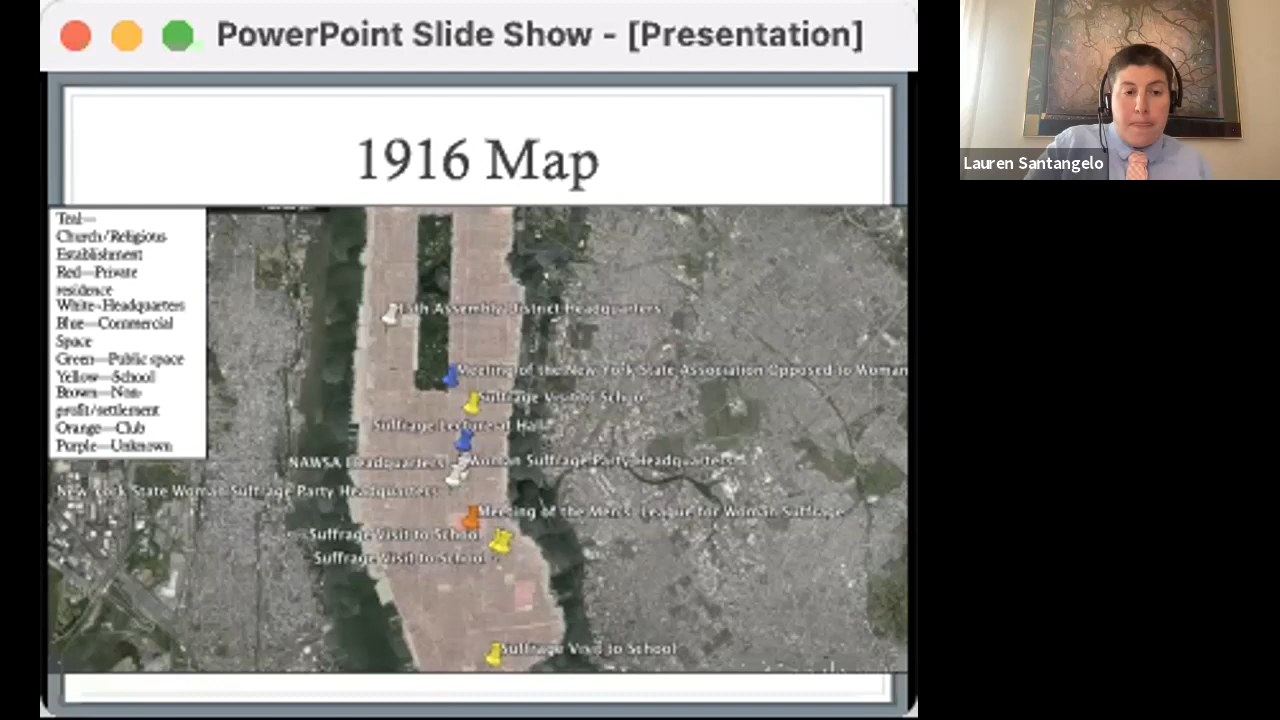 PowerPoint Slide Show - [Presentation]
Lauren Santangelo
1916 Map
Teal—
Church/Religious
Establishment
Red—Private
residence
White-Headquarters
Blue—Commercial
Space
Green—Public space
Yellow—School
Brown—Non-
profit/settlement
Orange—Club
Purple—Unknown
Assembly District Headquarters
Meeting of the New York State Association Opposed to Woman
Suffrage Visit to School
Suffrage Lecture at Hall
NAWSA Headquarters
Woman Suffrage Party Headquarters
New York State Woman Suffrage Party Headquarters
Meeting of the Men's League for Woman Suffrage
Suffrage Visit to School
Suffrage Visit to School
Suffrage Visit to School